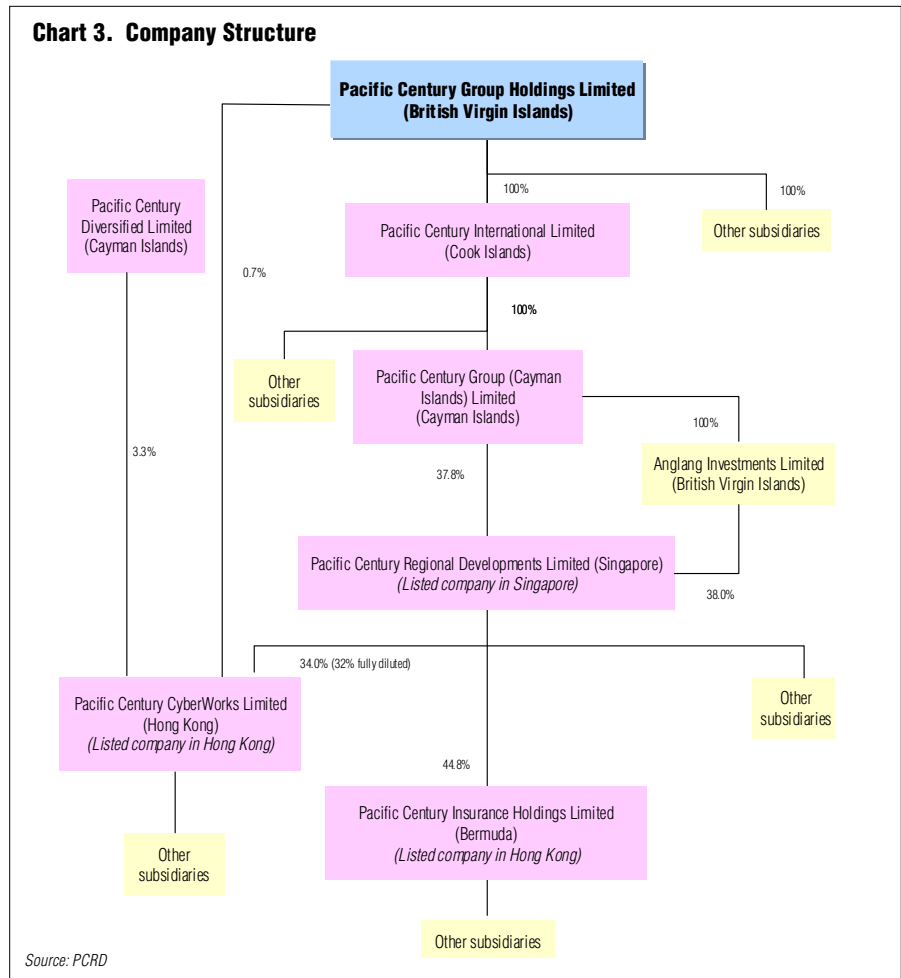 Chart 3. Company Structure
Pacific Century Group Holdings Limited
(British Virgin Islands)
100%
100%
Pacific Century
Diversified Limited
(Cayman Islands)
Pacific Century International Limited
(Cook Islands)
Other subsidiaries
0.7%
100%
Other
subsidiaries
Pacific Century Group (Cayman
Islands) Limited
(Cayman Islands)
100%
3.3%
Anglang Investments Limited
(British Virgin Islands)
37.8%
Pacific Century Regional Developments Limited (Singapore)
(Listed company in Singapore)
38.0%
34.0% (32% fully diluted)
Pacific Century CyberWorks Limited
(Hong Kong)
(Listed company in Hong Kong)
Other
subsidiaries
44.8%
Pacific Century Insurance Holdings Limited
(Bermuda)
(Listed company in Hong Kong)
Other
subsidiaries
Other subsidiaries
Source: PCRD